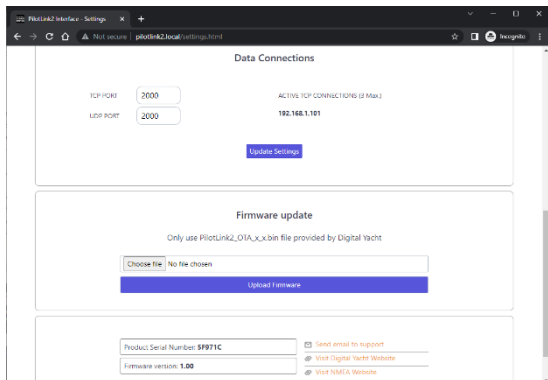 PilotLink2 Interface - Settings
Not secure | pilotlink2.local/settings.html
Incognito
Data Connections
TCP PORT 2000 ACTIVE TCP CONNECTIONS (3 Max.)
UDP PORT 2000 192.168.1.101
Update Settings
Firmware update
Only use PilotLink2_OTA_x_x.bin file provided by Digital Yacht
Choose file No file chosen
Upload Firmware
Product Serial Number: 5F971C
Send email to support
Visit Digital Yacht Website
Firmware version: 1.00
Visit NMEA Website